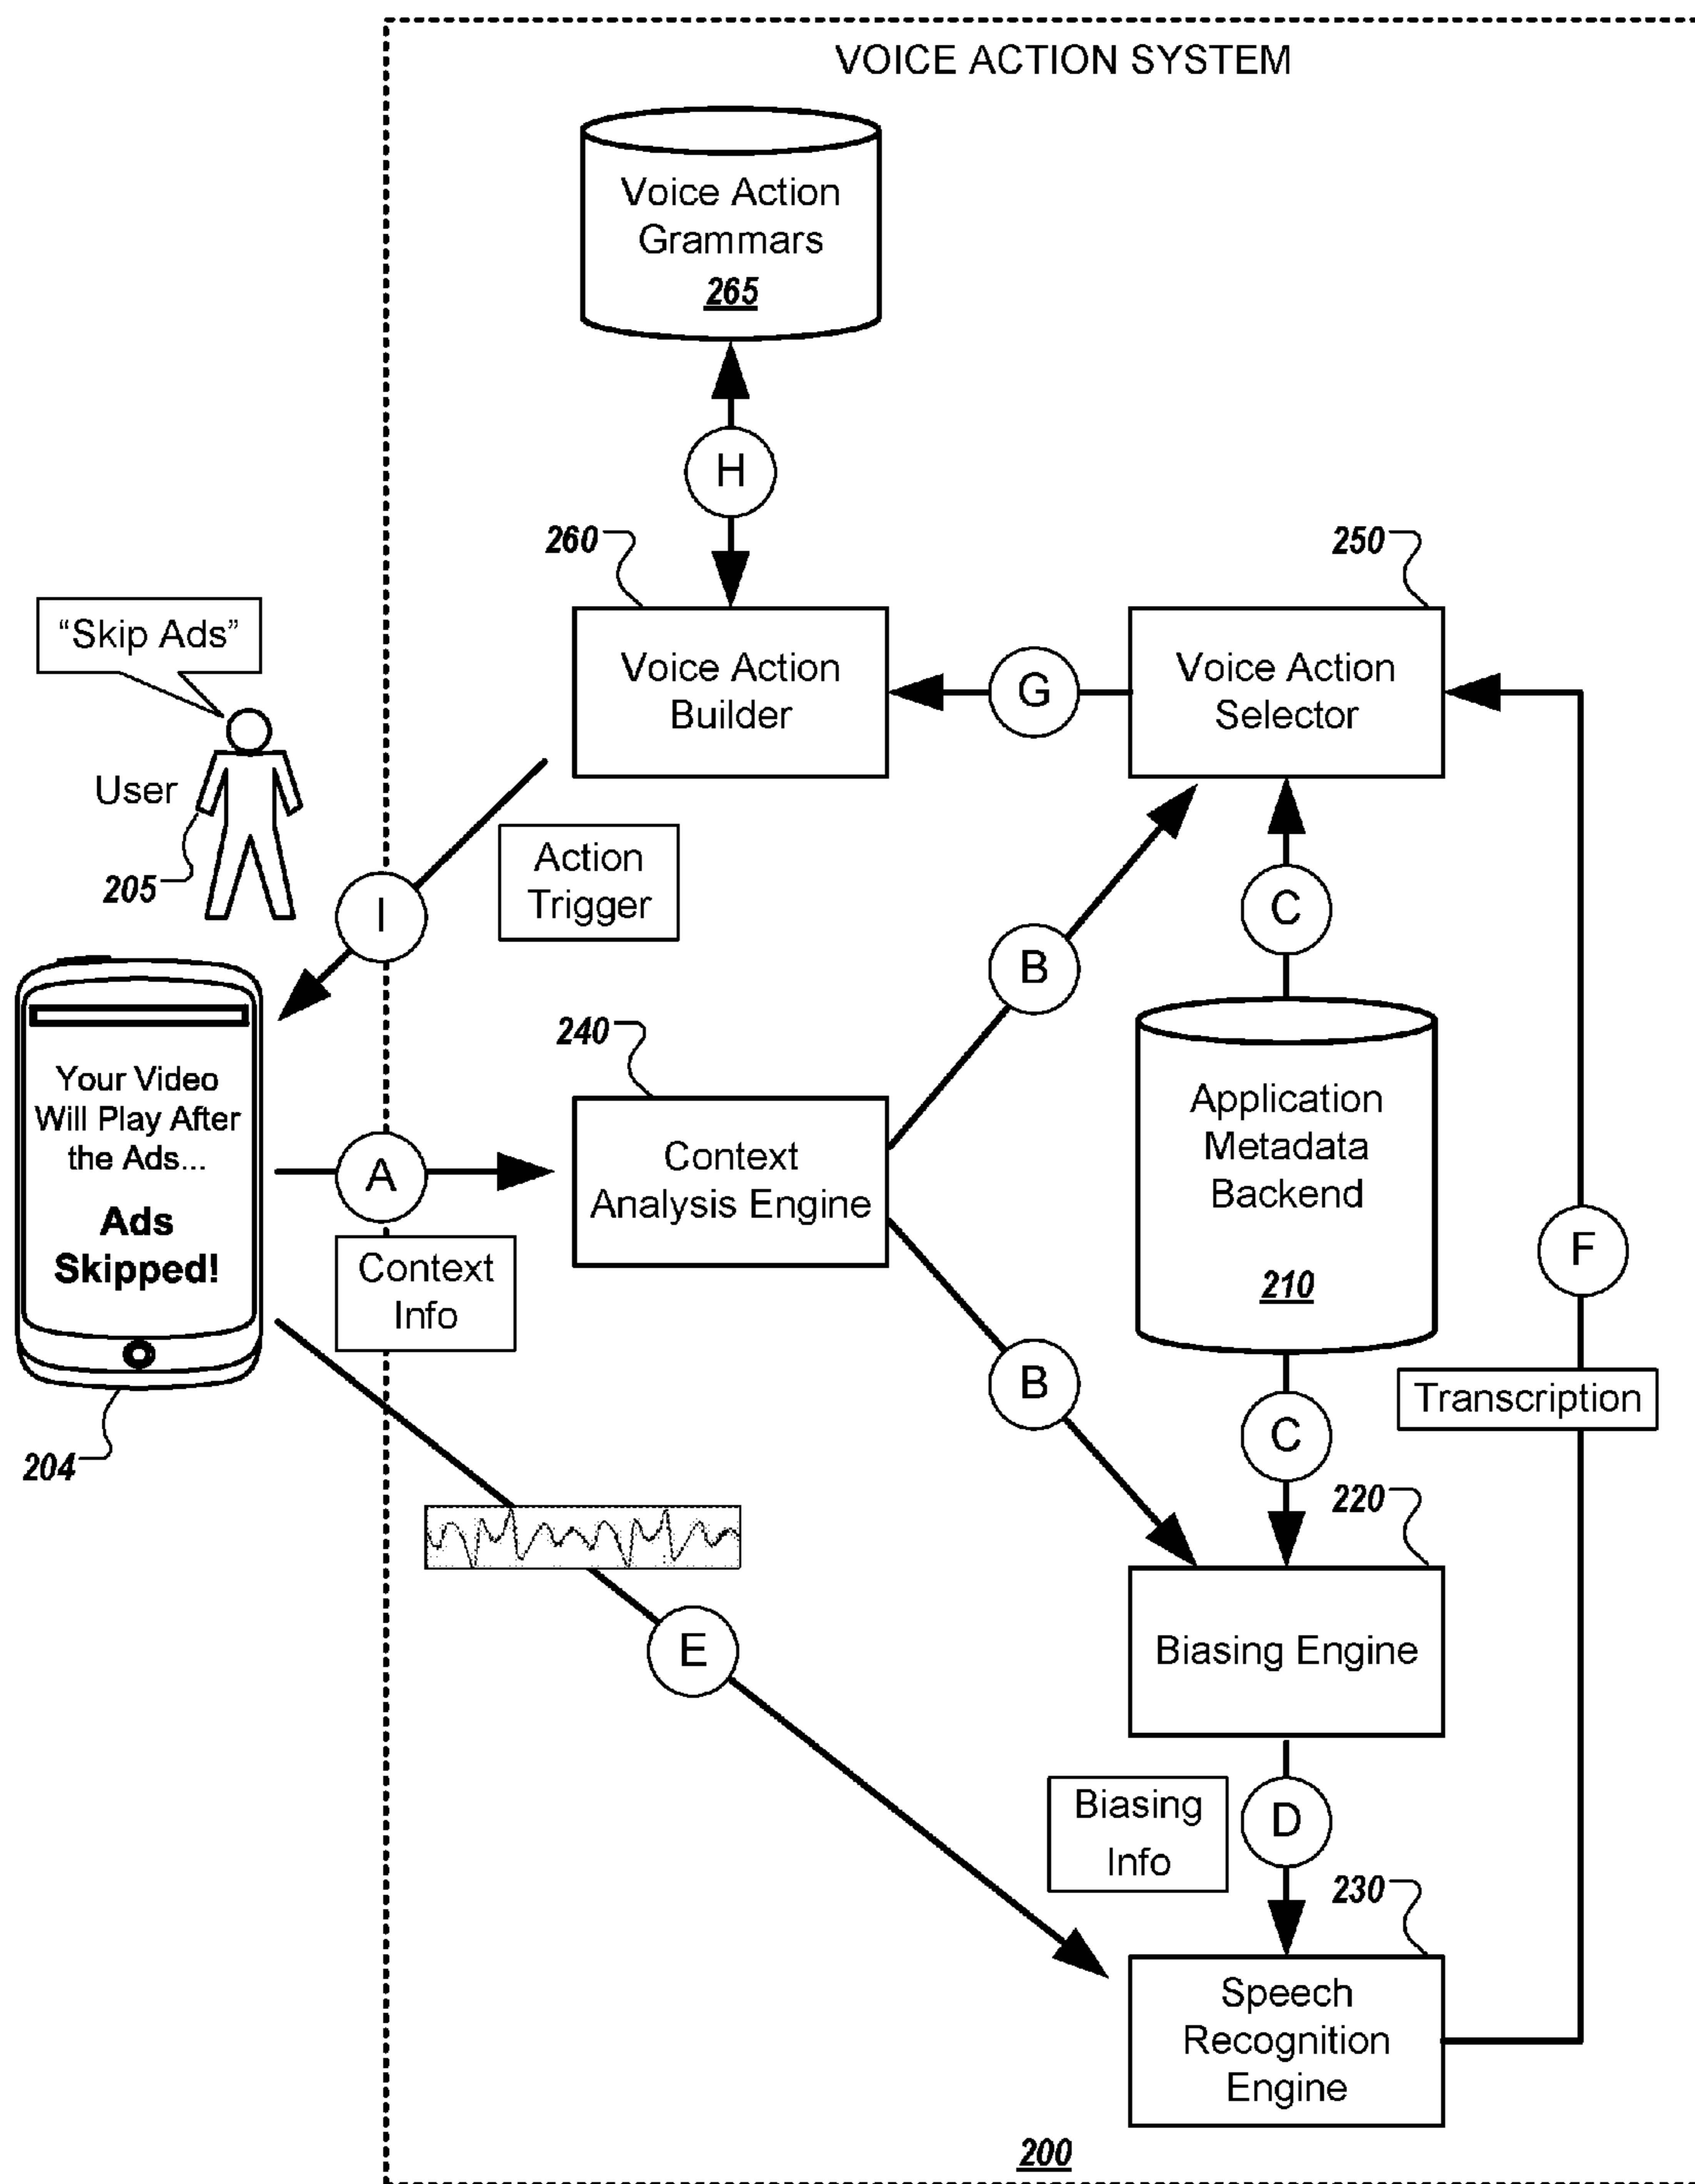 VOICE ACTION SYSTEM
Voice Action
Grammars
265
H
260
250
"Skip Ads"
Voice Action
Builder
G
Voice Action
Selector
User
205
I
Action
Trigger
C
B
240
Your Video
Will Play After
the Ads...
Ads
Skipped!
A
Context
Info
Context
Analysis Engine
Application
Metadata
Backend
210
F
B
Transcription
C
204
220
E
Biasing Engine
Biasing
Info
D
230
Speech
Recognition
Engine
200